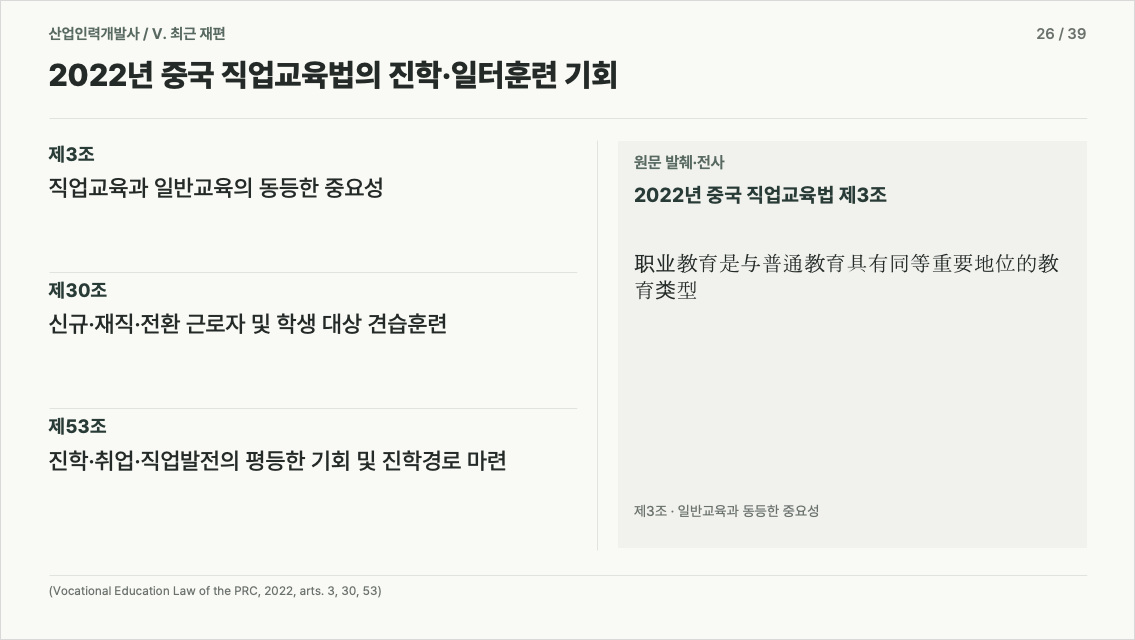 산업인력개발사 / V. 최근 재편
26 / 39
2022년 중국 직업교육법의 진학·일터훈련 기회
제3조
직업교육과 일반교육의 동등한 중요성
제30조
신규·재직·전환 근로자 및 학생 대상 견습훈련
제53조
진학·취업·직업발전의 평등한 기회 및 진학경로 마련
원문 발췌·전사
2022년 중국 직업교육법 제3조
职业教育是与普通教育具有同等重要地位的教
育类型
제3조 · 일반교육과 동등한 중요성
(Vocational Education Law of the PRC, 2022, arts. 3, 30, 53)